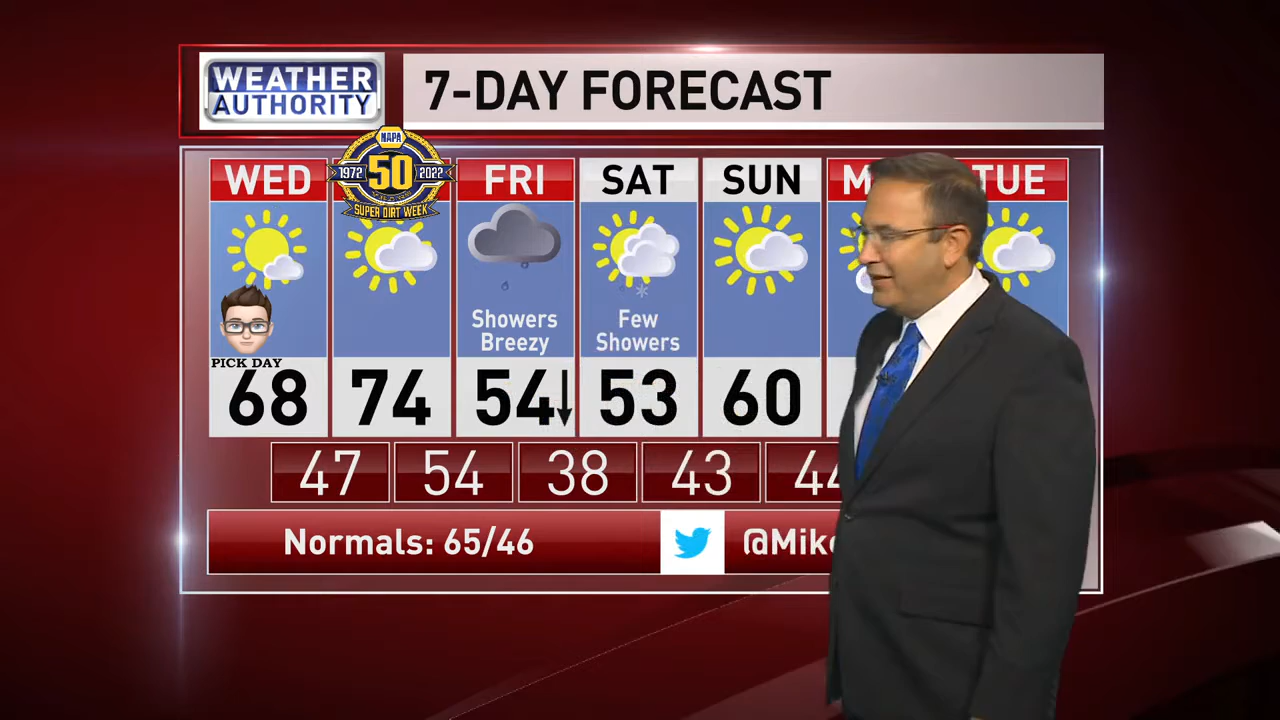 WEATHER
AUTHORITY
7-DAY FORECAST
WED
NAPA
1972 50 2022
SUPER DIRT WEEK
FRI
SAT
SUN
TUE
Showers
Breezy
Few
Showers
PICK DAY
68 74 54 53 60
47 54 38 43
Normals: 65/46